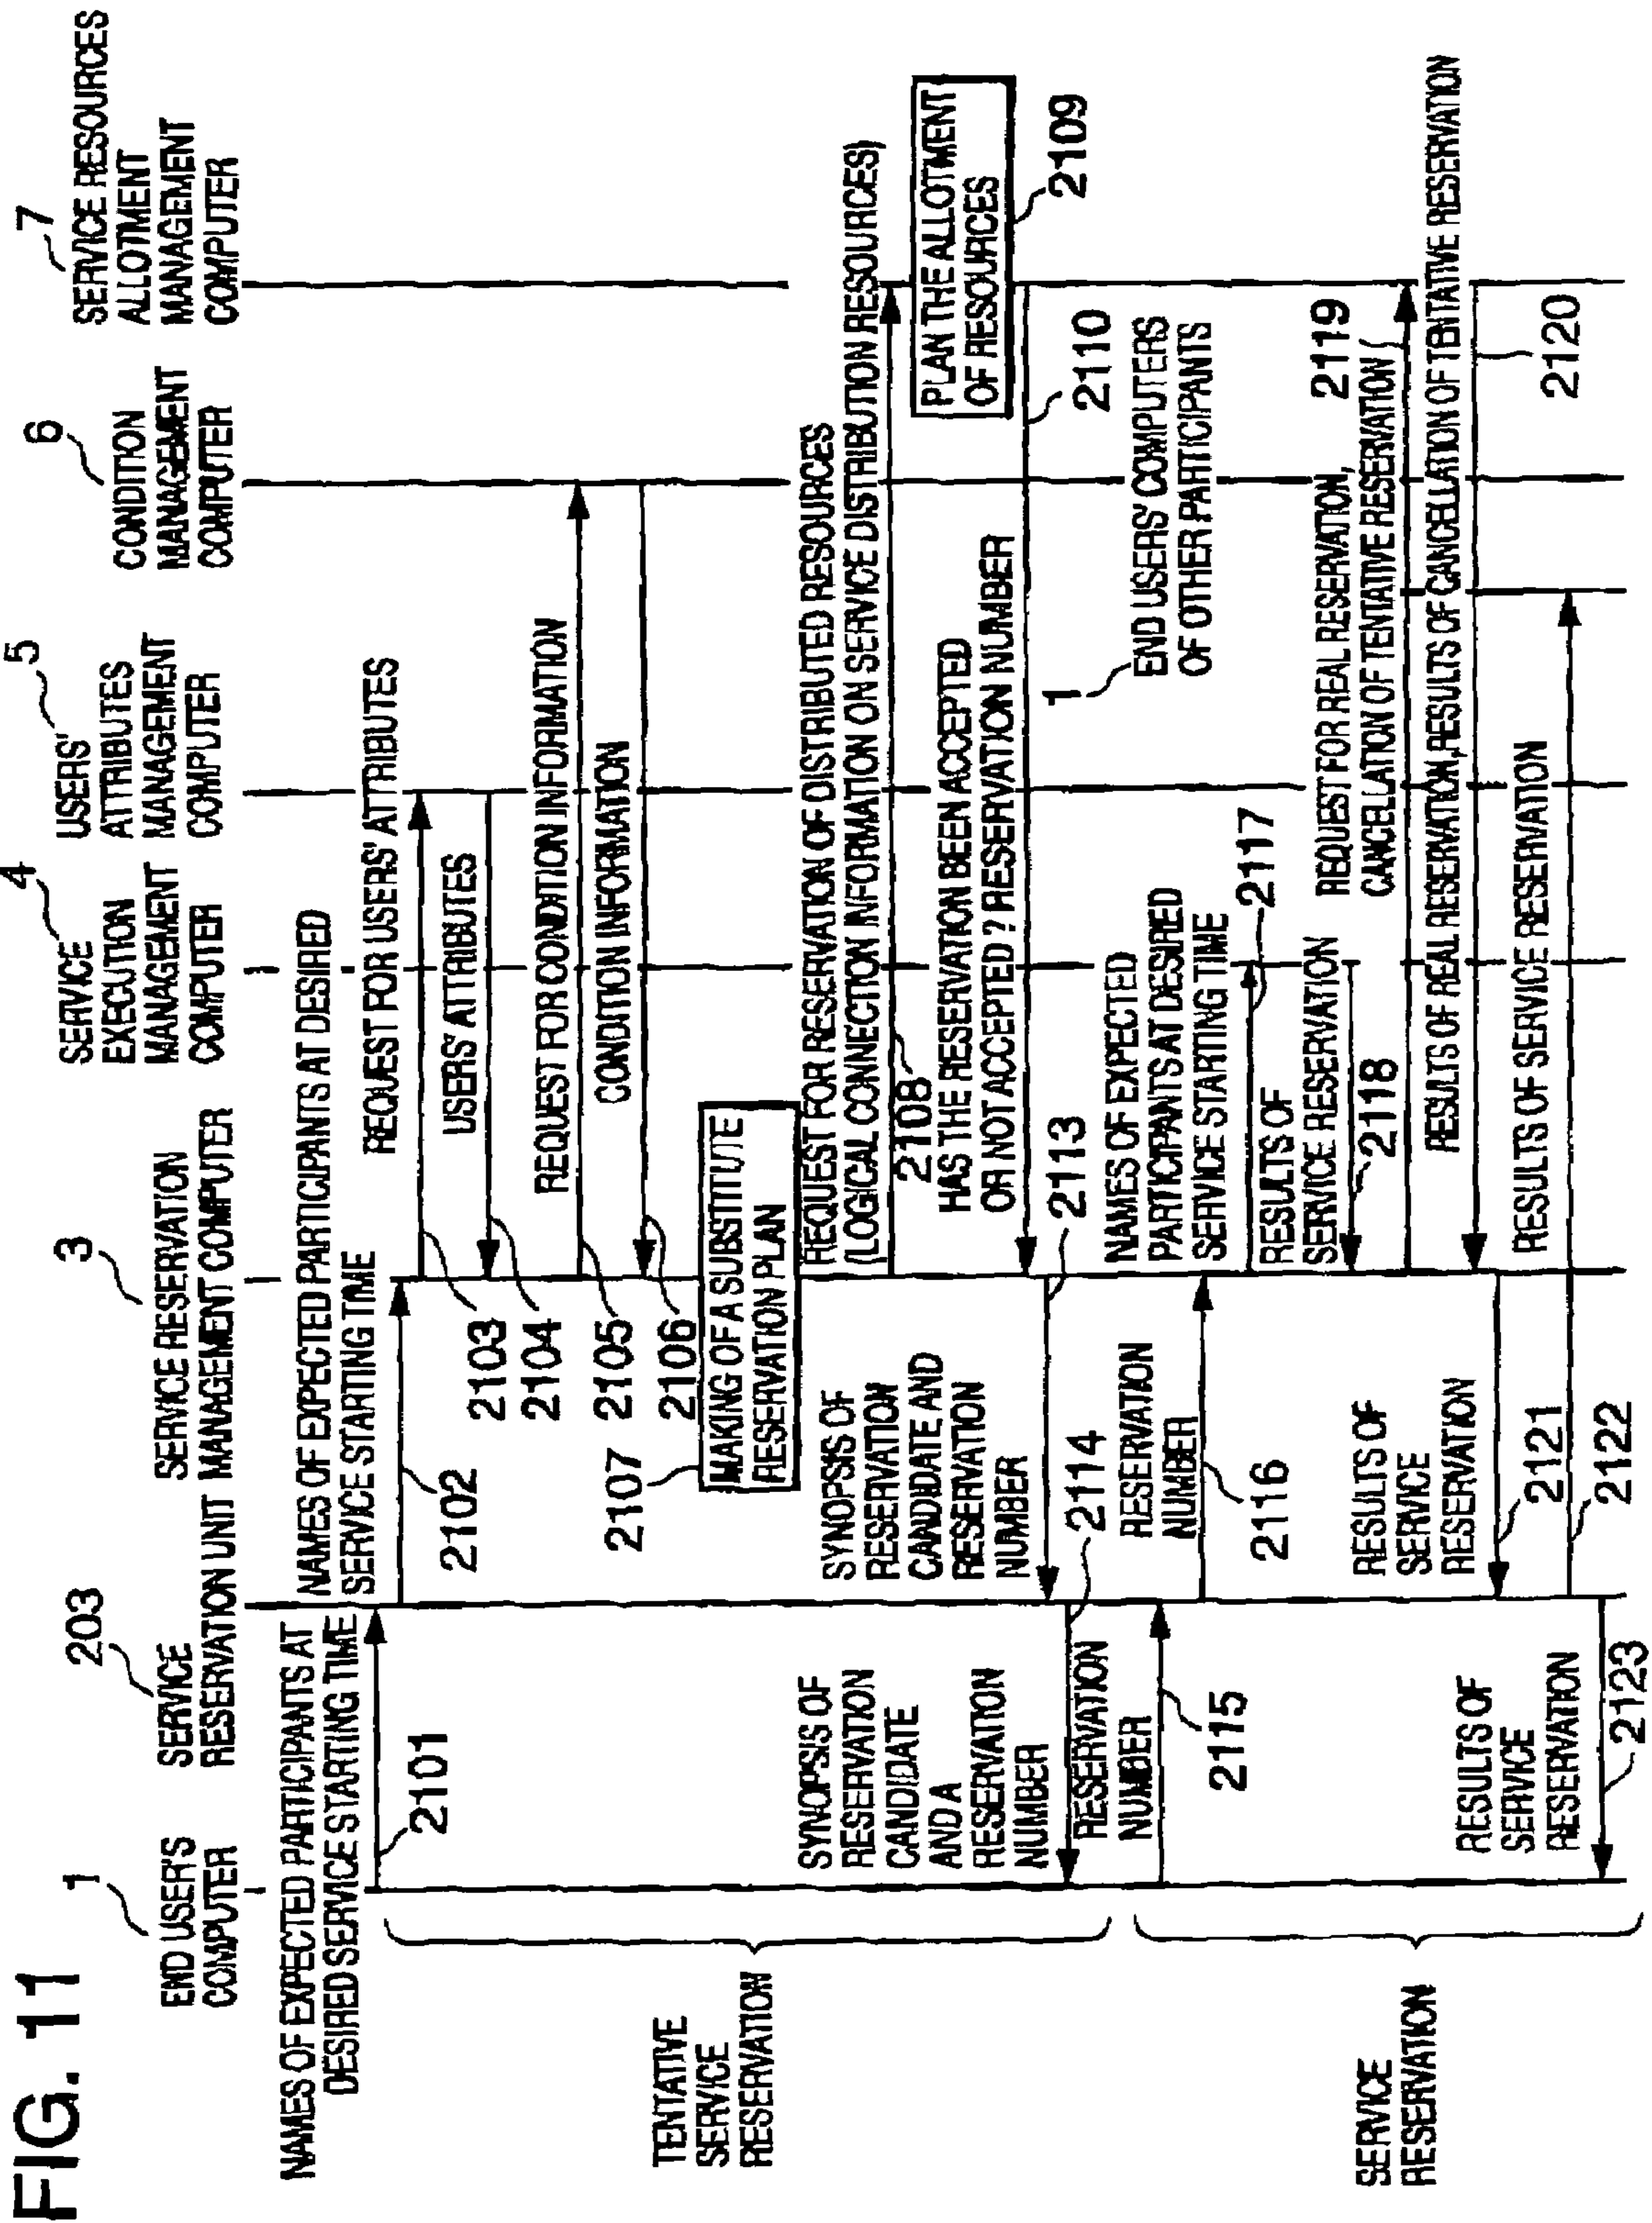 FIG. 11
1
END USER'S
COMPUTER
203
SERVICE
RESERVATION UNIT
3
SERVICE RESERVATION
MANAGEMENT COMPUTER
4
SERVICE
EXECUTION
MANAGEMENT
COMPUTER
5
USERS'
ATTRIBUTES
MANAGEMENT
COMPUTER
6
CONDITION
MANAGEMENT
COMPUTER
7
SERVICE RESOURCES
ALLOTMENT
MANAGEMENT
COMPUTER
NAMES OF EXPECTED PARTICIPANTS AT
DESIRED SERVICE STARTING TIME
2101
NAMES OF EXPECTED PARTICIPANTS AT DESIRED
SERVICE STARTING TIME
2102
REQUEST FOR USERS' ATTRIBUTES
2103
USERS' ATTRIBUTES
2104
REQUEST FOR CONDITION INFORMATION
2105
CONDITION INFORMATION
2106
2107
MAKING OF A SUBSTITUTE
RESERVATION PLAN
REQUEST FOR RESERVATION OF DISTRIBUTED RESOURCES
(LOGICAL CONNECTION INFORMATION ON SERVICE DISTRIBUTION RESOURCES)
2108
PLAN THE ALLOTMENT
OF RESOURCES
2109
HAS THE RESERVATION BEEN ACCEPTED
OR NOT ACCEPTED ? RESERVATION NUMBER
2110
SYNOPSIS OF
RESERVATION
CANDIDATE AND
RESERVATION
NUMBER
2113
SYNOPSIS OF
RESERVATION
CANDIDATE
AND A
RESERVATION
NUMBER
2114
TENTATIVE
SERVICE
RESERVATION
RESERVATION
NUMBER
2115
RESERVATION
NUMBER
2116
NAMES OF EXPECTED
PARTICIPANTS AT DESIRED
SERVICE STARTING TIME
2117
1
END USERS' COMPUTERS
OF OTHER PARTICIPANTS
RESULTS OF
SERVICE RESERVATION
2118
REQUEST FOR REAL RESERVATION,
CANCELATION OF TENTATIVE RESERVATION
2119
RESULTS OF REAL RESERVATION,RESULTS OF CANCELLATION OF TENTATIVE RESERVATION
2120
RESULTS OF
SERVICE
RESERVATION
2121
RESULTS OF SERVICE RESERVATION
2122
RESULTS OF
SERVICE
RESERVATION
2123
SERVICE
RESERVATION